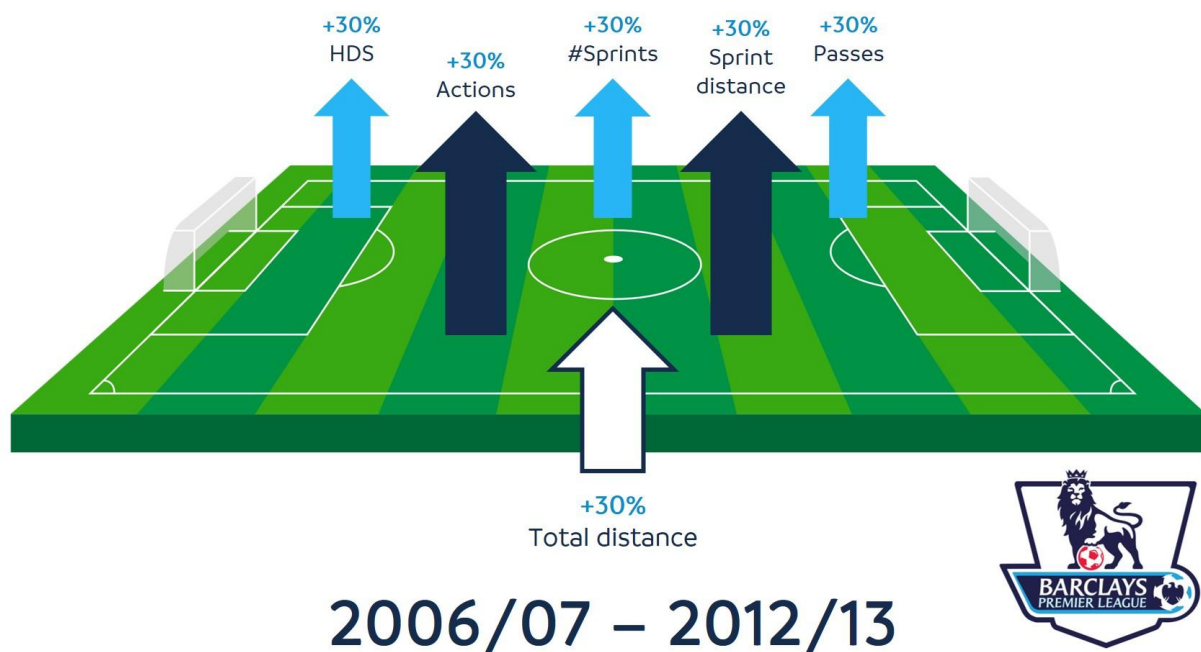 +30%
HDS
+30%
Actions
+30%
#Sprints
+30%
Sprint
distance
+30%
Passes
+30%
Total distance
2006/07 – 2012/13
BARCLAYS
PREMIER LEAGUE